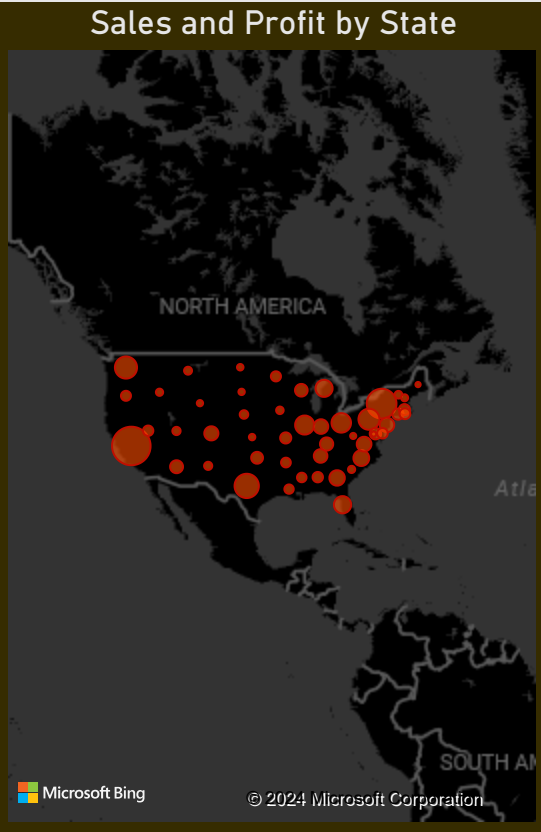 Sales and Profit by State
NORTH AMERICA
Atla
SOUTH AM
Microsoft Bing
© 2024 Microsoft Corporation